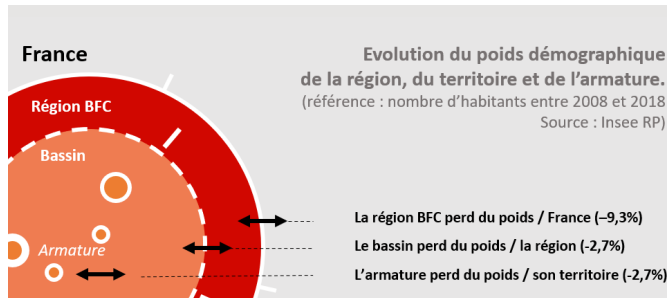 France
Evolution du poids démographique
de la région, du territoire et de l'armature.
(référence : nombre d'habitants entre 2008 et 2018
Source : Insee RP)
Région BFC
Bassin
Armature
La région BFC perd du poids / France (–9,3%)
Le bassin perd du poids / la région (-2,7%)
L'armature perd du poids / son territoire (-2,7%)